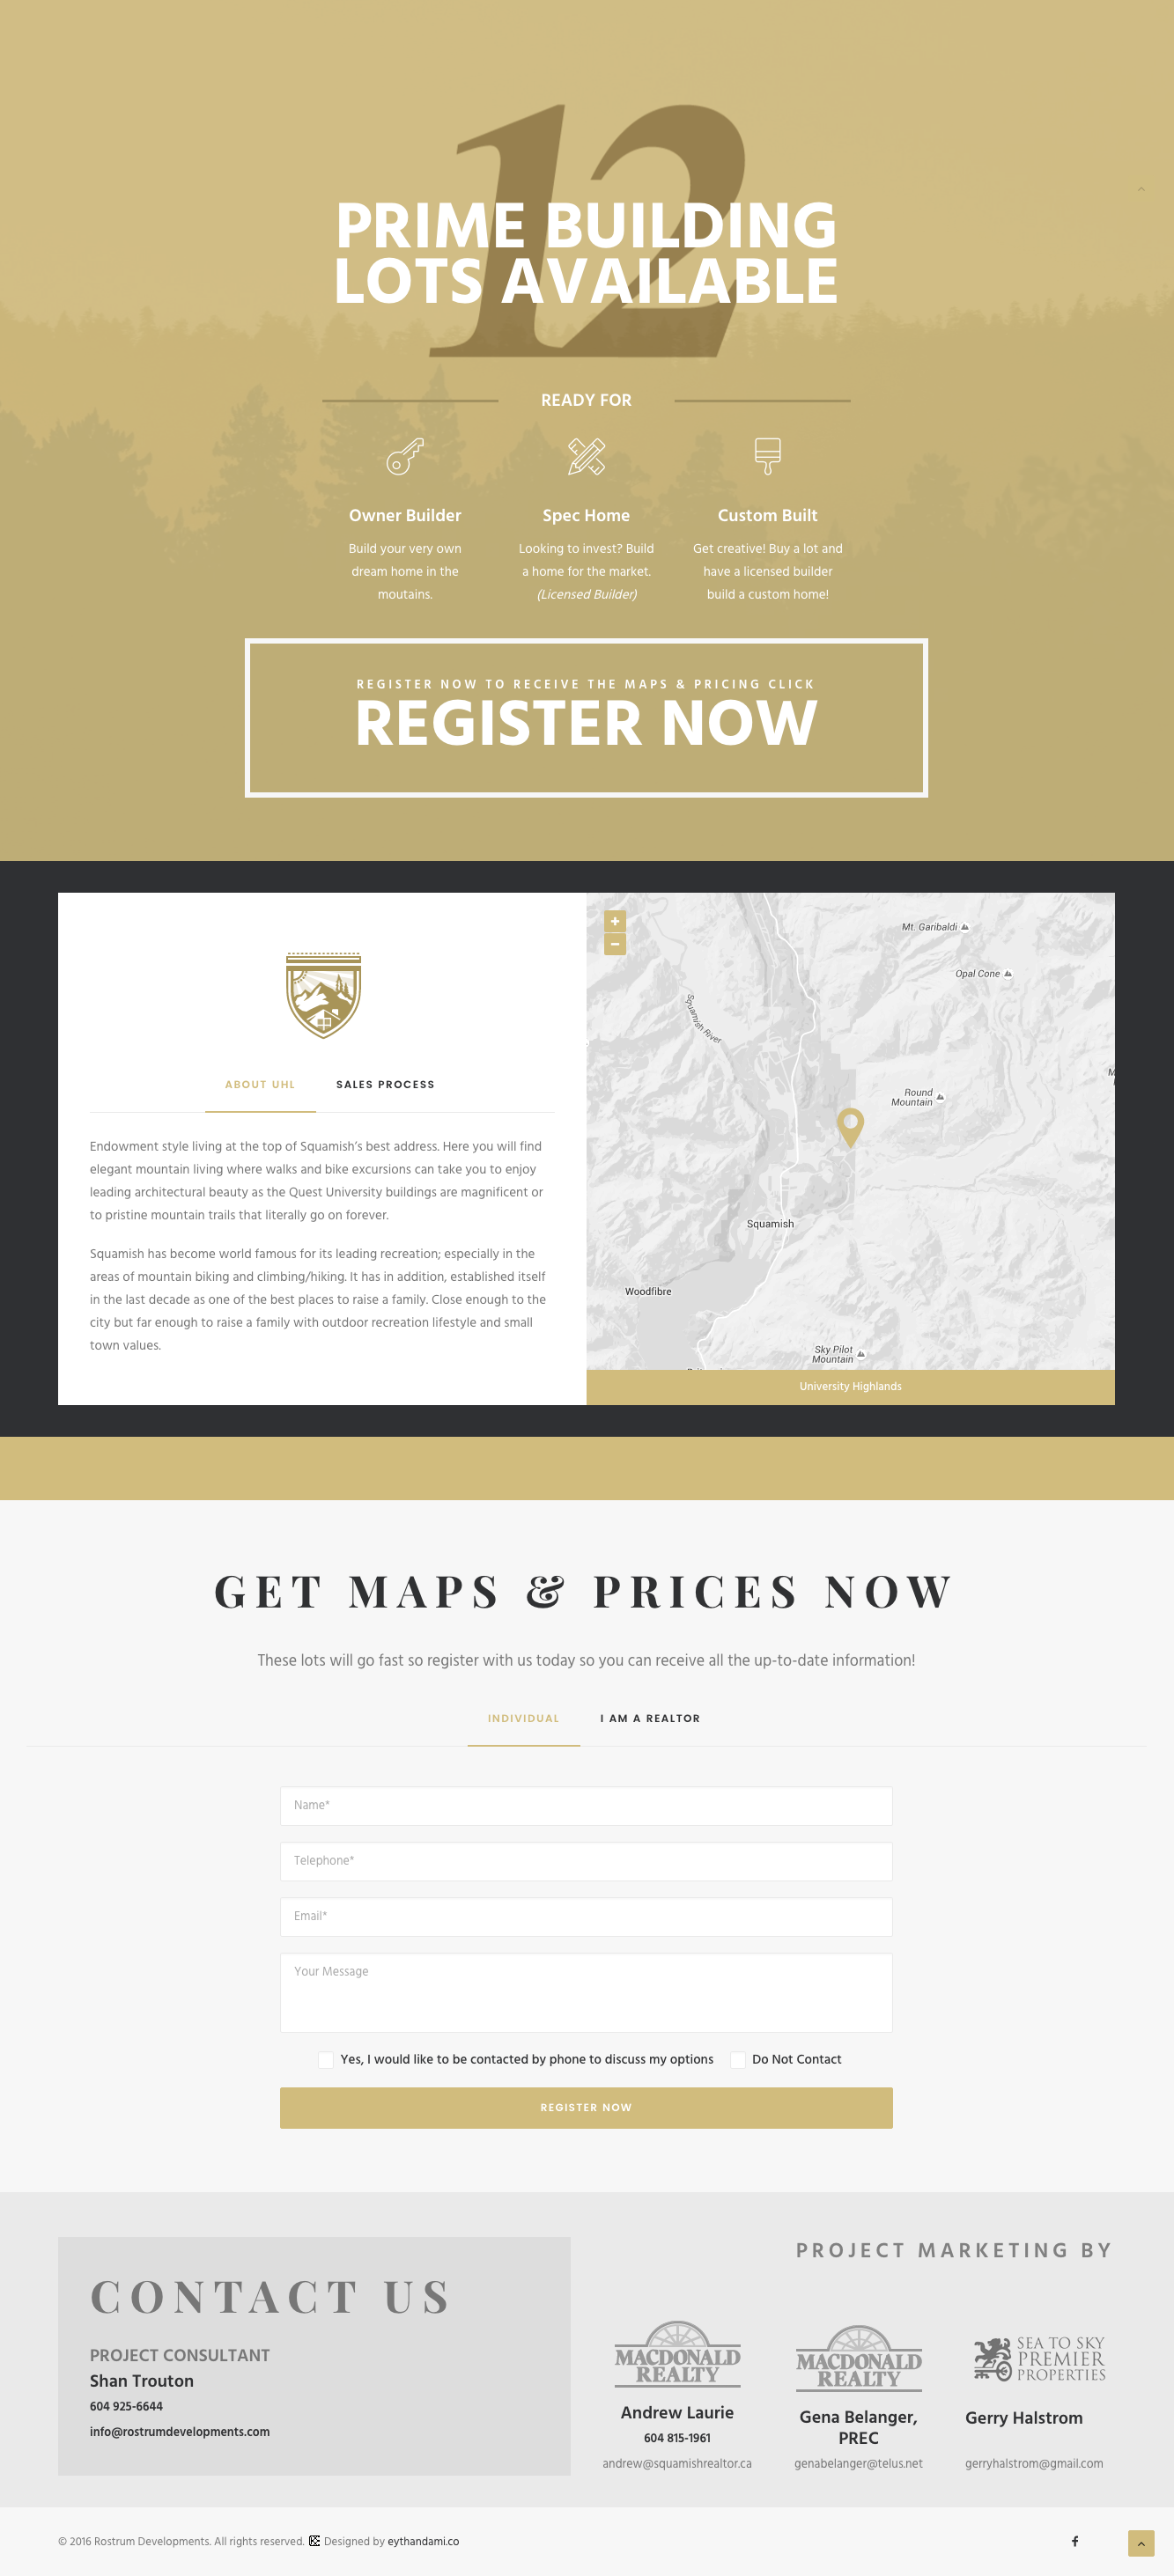 12
PRIME BUILDING
LOTS AVAILABLE
READY FOR
Owner Builder
Build your very own
dream home in the
moutains.
Spec Home
Looking to invest? Build
a home for the market.
(Licensed Builder)
Custom Built
Get creative! Buy a lot and
have a licensed builder
build a custom home!
REGISTER NOW TO RECEIVE THE MAPS & PRICING CLICK
REGISTER NOW
ABOUT UHL
SALES PROCESS
Endowment style living at the top of Squamish’s best address. Here you will find
elegant mountain living where walks and bike excursions can take you to enjoy
leading architectural beauty as the Quest University buildings are magnificent or
to pristine mountain trails that literally go on forever.
Squamish has become world famous for its leading recreation; especially in the
areas of mountain biking and climbing/hiking. It has in addition, established itself
in the last decade as one of the best places to raise a family. Close enough to the
city but far enough to raise a family with outdoor recreation lifestyle and small
town values.
Mt. Garibaldi
Opal Cone
Squamish River
Round
Mountain
Squamish
Woodfibre
Sky Pilot
Mountain
University Highlands
GET MAPS & PRICES NOW
These lots will go fast so register with us today so you can receive all the up-to-date information!
INDIVIDUAL
I AM A REALTOR
Name*
Telephone*
Email*
Your Message
Yes, I would like to be contacted by phone to discuss my options
Do Not Contact
REGISTER NOW
CONTACT US
PROJECT CONSULTANT
Shan Trouton
604 925-6644
info@rostrumdevelopments.com
PROJECT MARKETING BY
MACDONALD
REALTY
Andrew Laurie
604 815-1961
andrew@squamishrealtor.ca
MACDONALD
REALTY
Gena Belanger,
PREC
genabelanger@telus.net
SEA TO SKY
PREMIER
PROPERTIES
Gerry Halstrom
gerryhalstrom@gmail.com
© 2016 Rostrum Developments. All rights reserved. Designed by eythandami.co